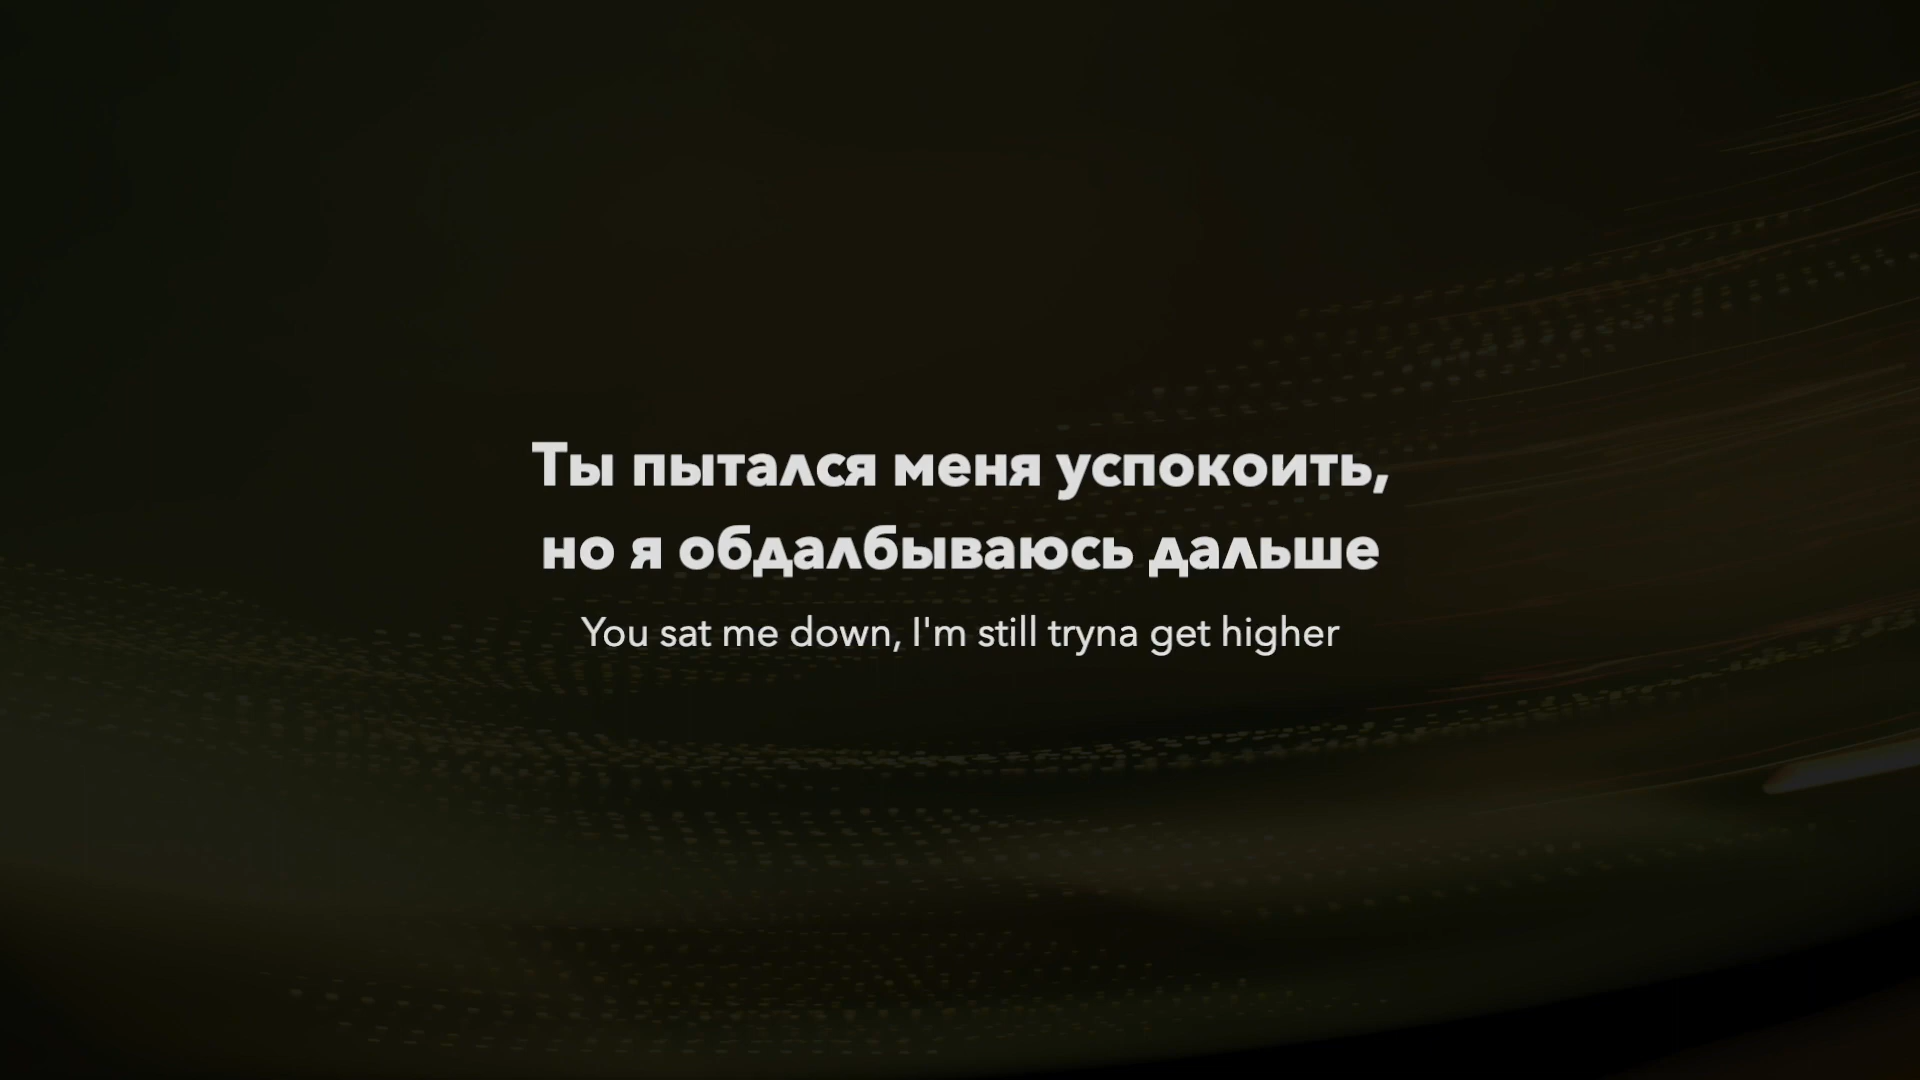 Ты пытался меня успокоить,
но я обдалбываюсь дальше
You sat me down, I'm still tryna get higher